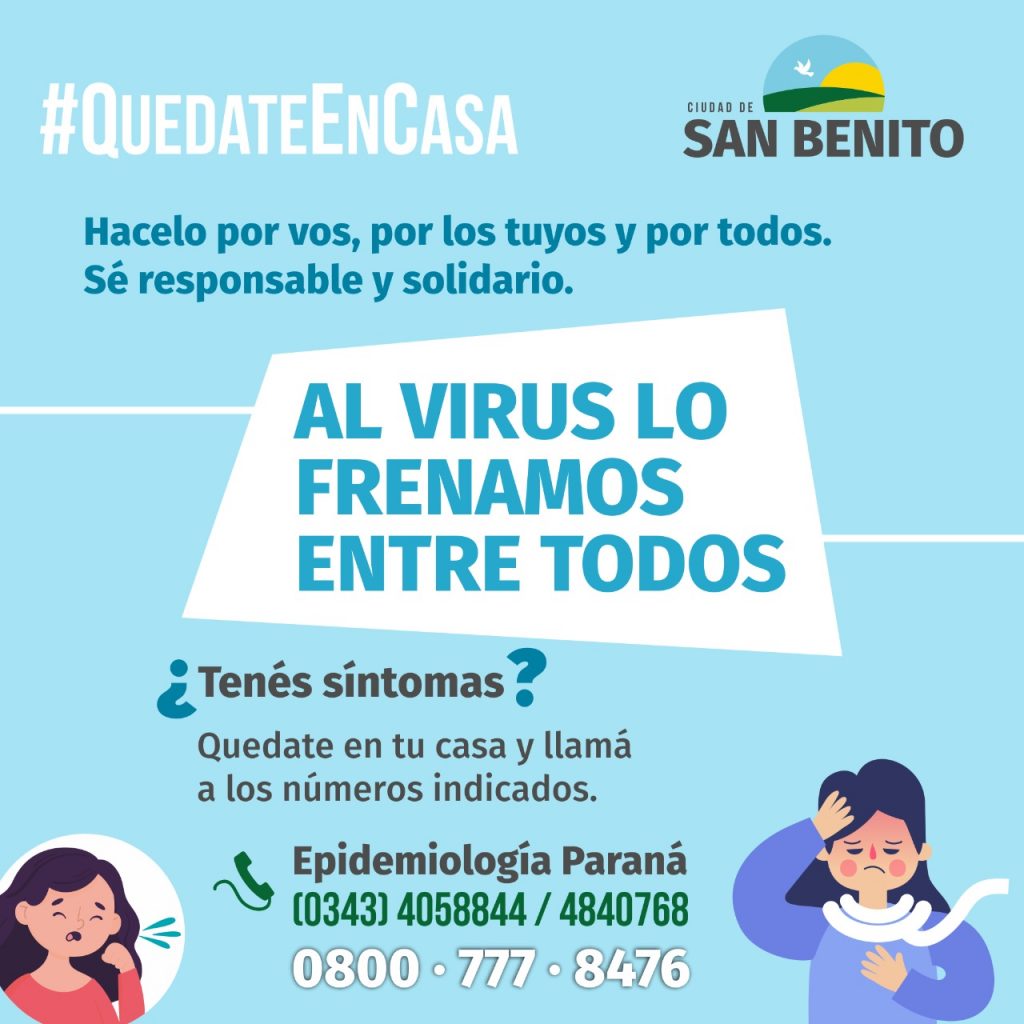 #QUEDATEENCASA
CIUDAD DE
SAN BENITO
Hacelo por vos, por los tuyos y por todos.
Sé responsable y solidario.
AL VIRUS LO
FRENAMOS
ENTRE TODOS
¿Tenés síntomas?
Quedate en tu casa y llamá
a los números indicados.
Epidemiología Paraná
(0343) 4058844 / 4840768
0800 · 777 · 8476